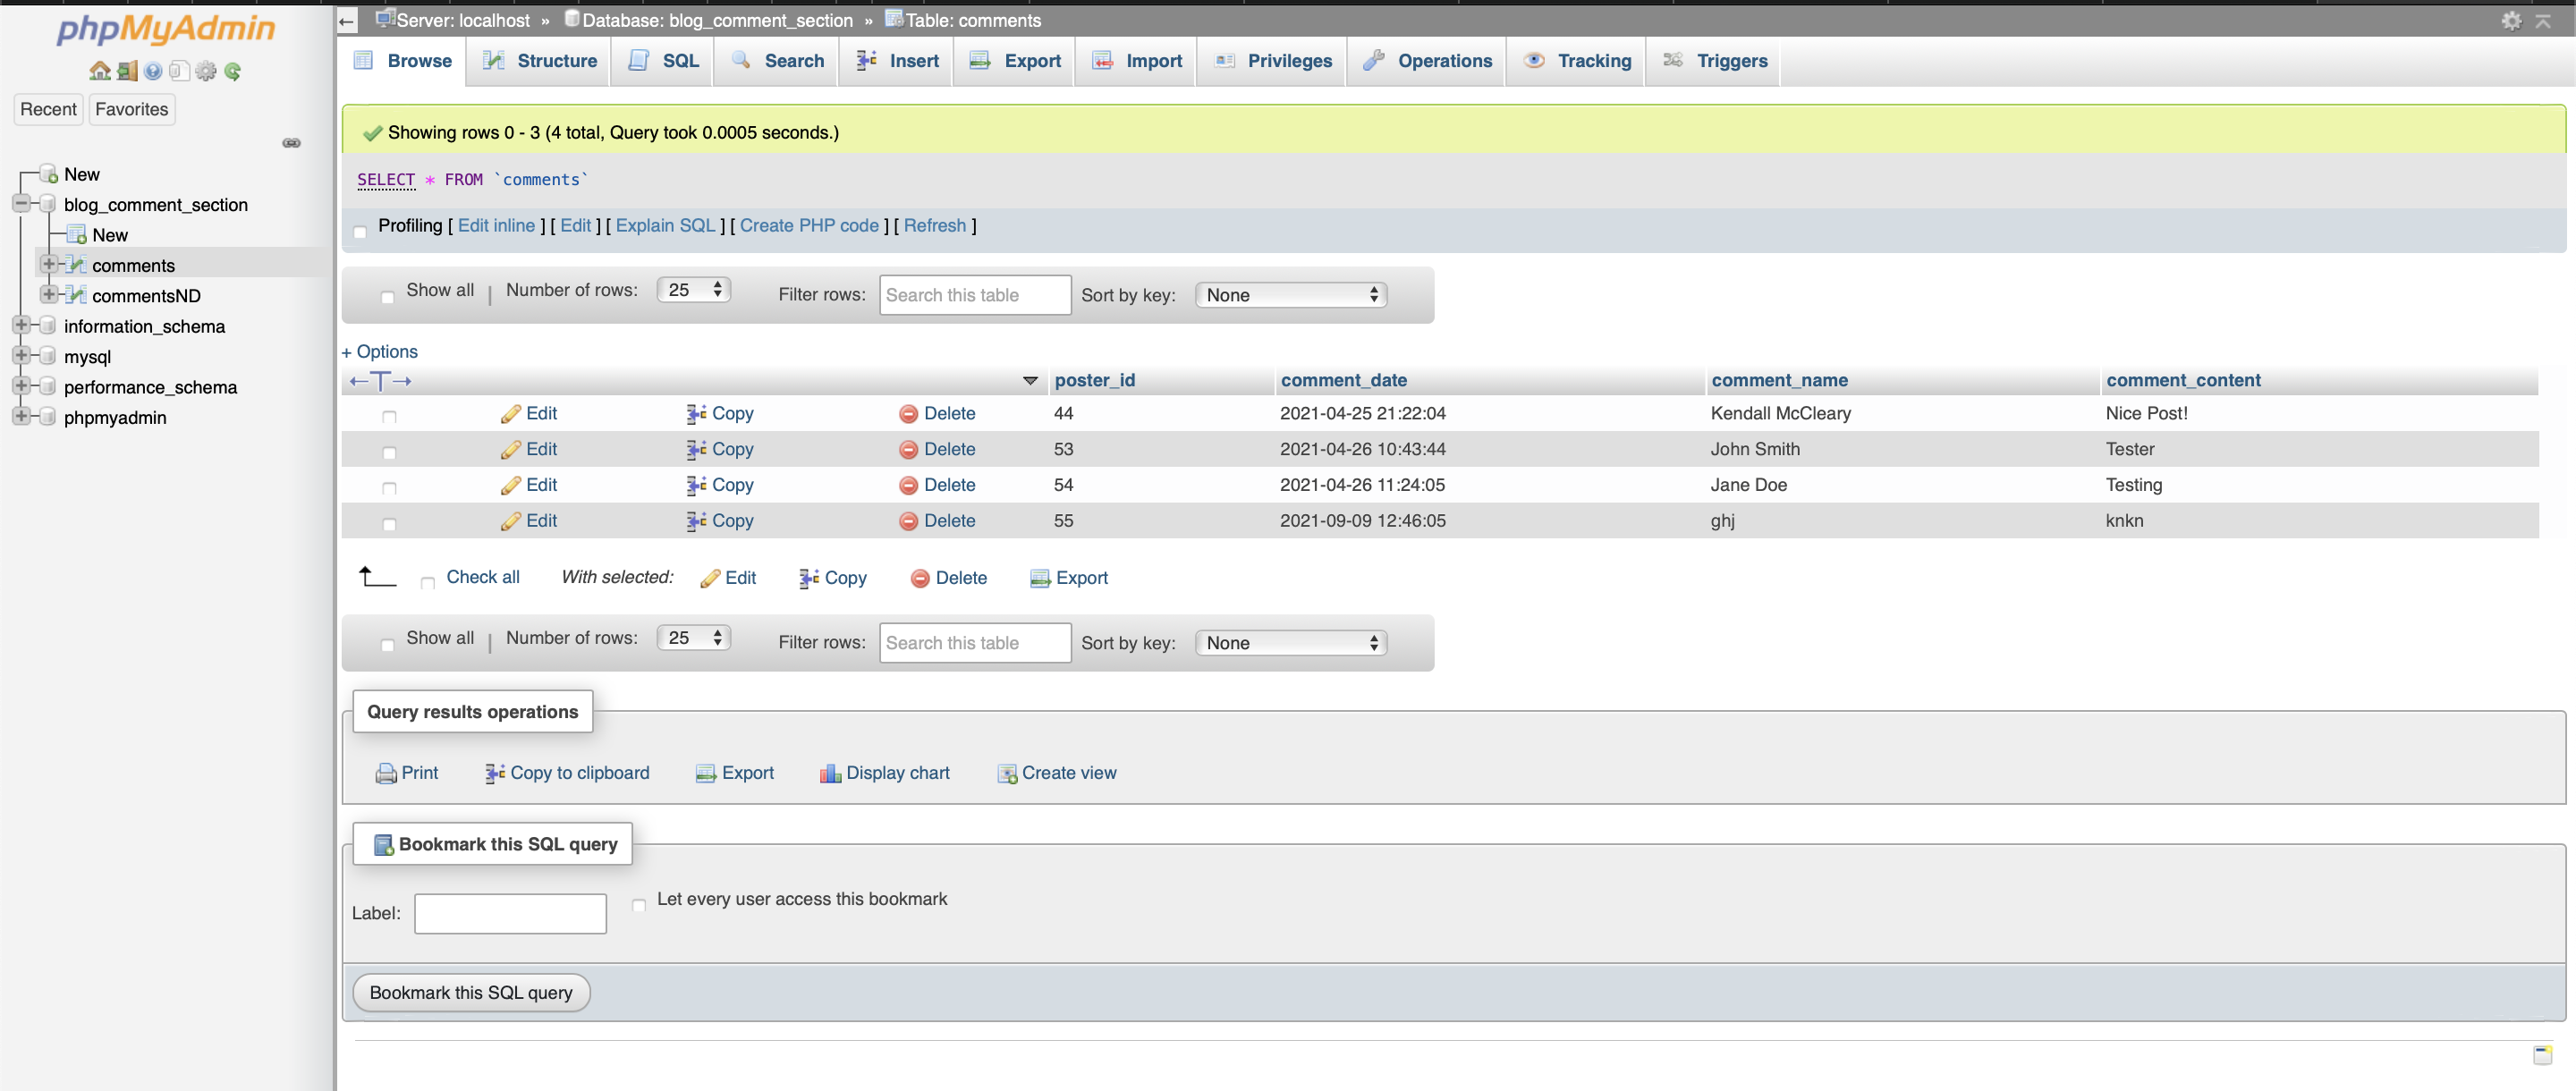 phpMyAdmin
Recent Favorites
New
blog_comment_section
New
comments
commentsND
information_schema
mysql
performance_schema
phpmyadmin
Server: localhost » Database: blog_comment_section » Table: comments
Browse Structure SQL Search Insert Export Import Privileges Operations Tracking Triggers
Showing rows 0 - 3 (4 total, Query took 0.0005 seconds.)
SELECT * FROM `comments`
Profiling [ Edit inline ] [ Edit ] [ Explain SQL ] [ Create PHP code ] [ Refresh ]
Show all | Number of rows: 25 Filter rows: Search this table Sort by key: None
+ Options
←T→ poster_id comment_date comment_name comment_content
Edit Copy Delete 44 2021-04-25 21:22:04 Kendall McCleary Nice Post!
Edit Copy Delete 53 2021-04-26 10:43:44 John Smith Tester
Edit Copy Delete 54 2021-04-26 11:24:05 Jane Doe Testing
Edit Copy Delete 55 2021-09-09 12:46:05 ghj knkn
Check all With selected: Edit Copy Delete Export
Show all | Number of rows: 25 Filter rows: Search this table Sort by key: None
Query results operations
Print Copy to clipboard Export Display chart Create view
Bookmark this SQL query
Label: Let every user access this bookmark
Bookmark this SQL query